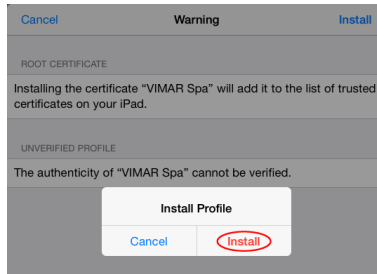 Cancel Warning Install
ROOT CERTIFICATE
Installing the certificate “VIMAR Spa” will add it to the list of trusted
certificates on your iPad.
UNVERIFIED PROFILE
The authenticity of “VIMAR Spa” cannot be verified.
Install Profile
Cancel Install